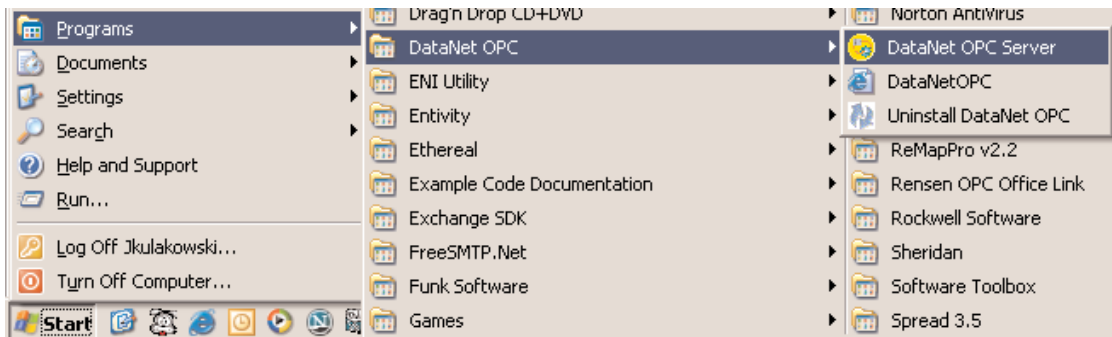 Programs
Documents
Settings
Search
Help and Support
Run...
Log Off Jkulakowski...
Turn Off Computer...
Start
Drag'n Drop CD+DVD
DataNet OPC
ENI Utility
Entivity
Ethereal
Example Code Documentation
Exchange SDK
FreeSMTP.Net
Funk Software
Games
Norton AntiVirus
DataNet OPC Server
DataNetOPC
Uninstall DataNet OPC
ReMapPro v2.2
Rensen OPC Office Link
Rockwell Software
Sheridan
Software Toolbox
Spread 3.5